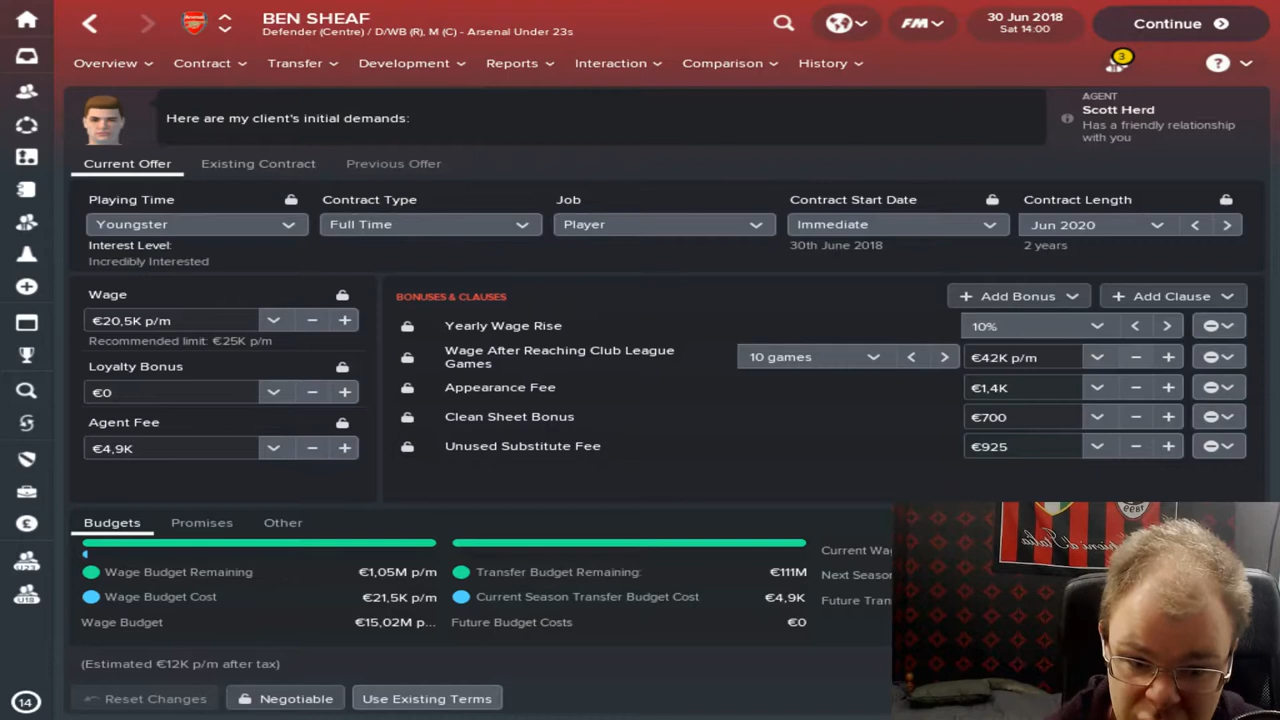 BEN SHEAF
Defender (Centre) / D/WB (R), M (C) - Arsenal Under 23s
FM
30 Jun 2018
Sat 14:00
Continue
Overview
Contract
Transfer
Development
Reports
Interaction
Comparison
History
3
?
Here are my client's initial demands:
AGENT
Scott Herd
Has a friendly relationship
with you
Current Offer
Existing Contract
Previous Offer
Playing Time
Contract Type
Job
Contract Start Date
Contract Length
Youngster
Full Time
Player
Immediate
Jun 2020
Interest Level:
Incredibly Interested
30th June 2018
2 years
Wage
€20,5K p/m
Recommended limit: €25K p/m
Loyalty Bonus
€0
Agent Fee
€4,9K
BONUSES & CLAUSES
Add Bonus
Add Clause
Yearly Wage Rise
10%
Wage After Reaching Club League
Games
10 games
€42K p/m
Appearance Fee
€1,4K
Clean Sheet Bonus
€700
Unused Substitute Fee
€925
Budgets
Promises
Other
Wage Budget Remaining
€1,05M p/m
Wage Budget Cost
€21,5K p/m
Wage Budget
€15,02M p...
Transfer Budget Remaining:
€111M
Current Season Transfer Budget Cost
€4,9K
Future Budget Costs
€0
Current Wa
Next Season
Future Tran
(Estimated €12K p/m after tax)
Reset Changes
Negotiable
Use Existing Terms
U23
U18
14
1899